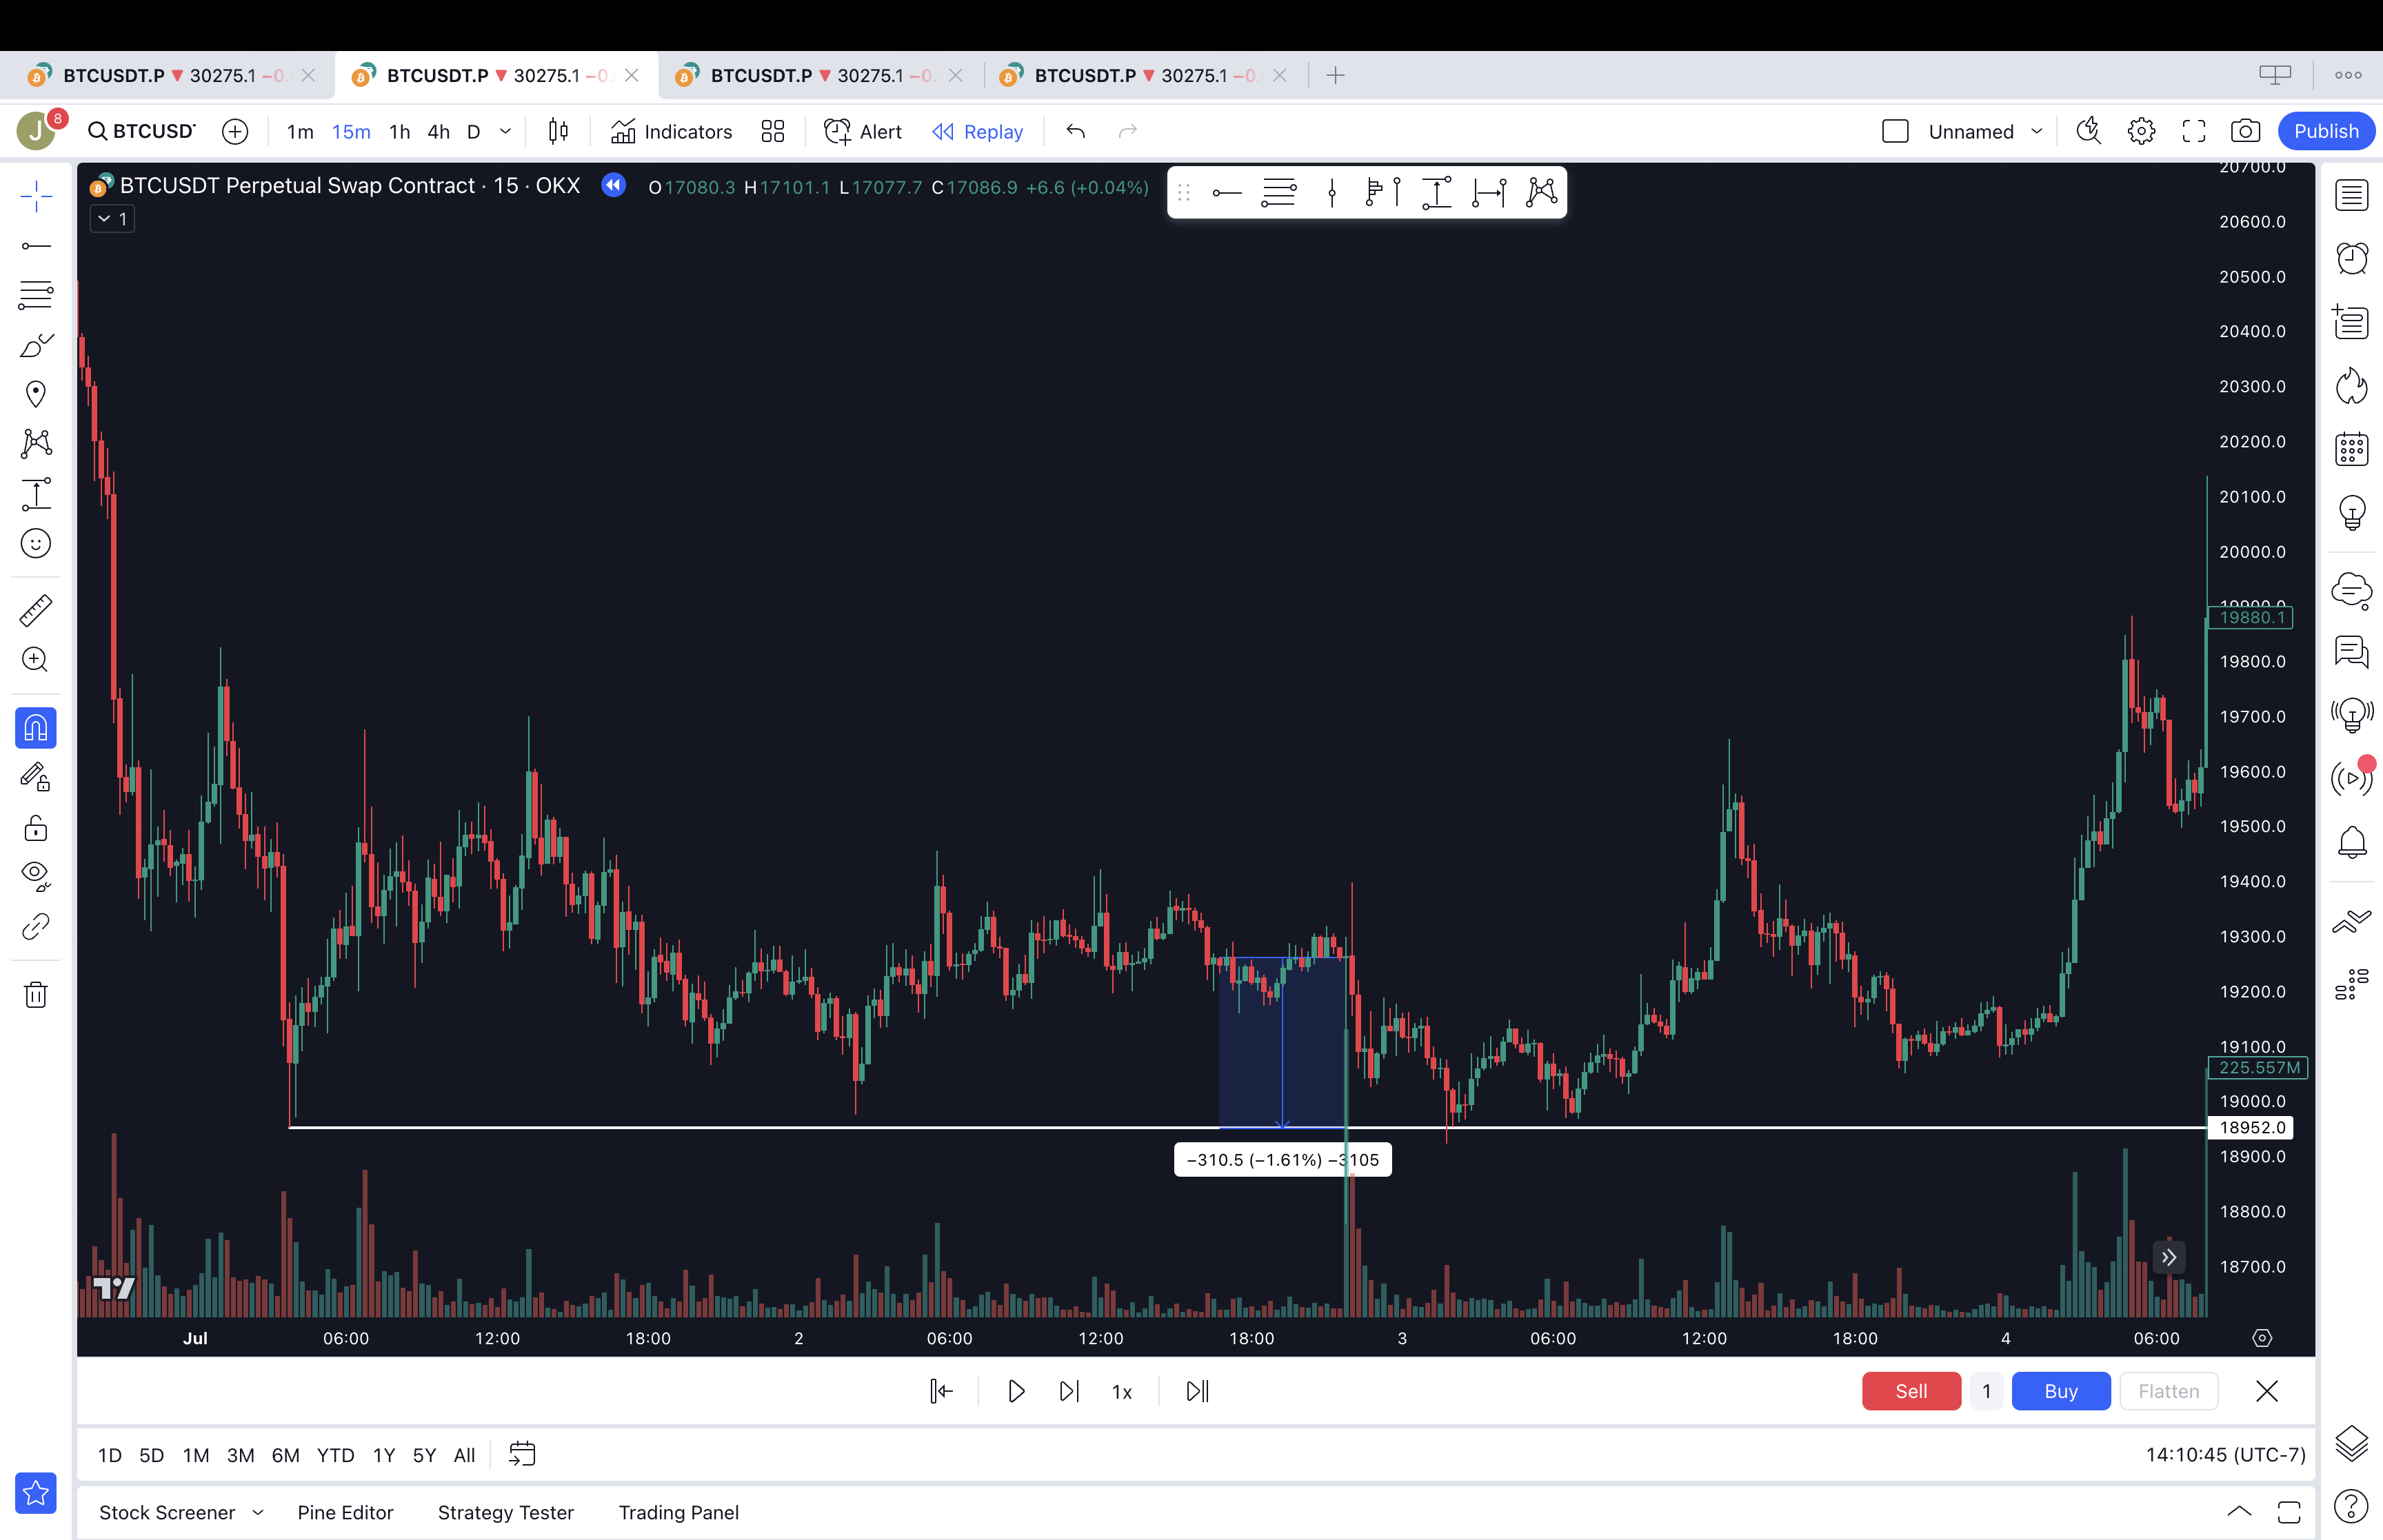 BTCUSDT.P ▼ 30275.1 −0. BTCUSDT.P ▼ 30275.1 −0. BTCUSDT.P ▼ 30275.1 −0. BTCUSDT.P ▼ 30275.1 −0.
J 8 BTCUSD 1m 15m 1h 4h D Indicators Alert Replay Unnamed Publish
BTCUSDT Perpetual Swap Contract · 15 · OKX O17080.3 H17101.1 L17077.7 C17086.9 +6.6 (+0.04%)
1
20700.0
20600.0
20500.0
20400.0
20300.0
20200.0
20100.0
20000.0
19900.0
19880.1
19800.0
19700.0
19600.0
19500.0
19400.0
19300.0
19200.0
19100.0
225.557M
19000.0
18952.0
18900.0
−310.5 (−1.61%) −3105
18800.0
18700.0
Jul 06:00 12:00 18:00 2 06:00 12:00 18:00 3 06:00 12:00 18:00 4 06:00
1x Sell 1 Buy Flatten
1D 5D 1M 3M 6M YTD 1Y 5Y All 14:10:45 (UTC-7)
Stock Screener Pine Editor Strategy Tester Trading Panel